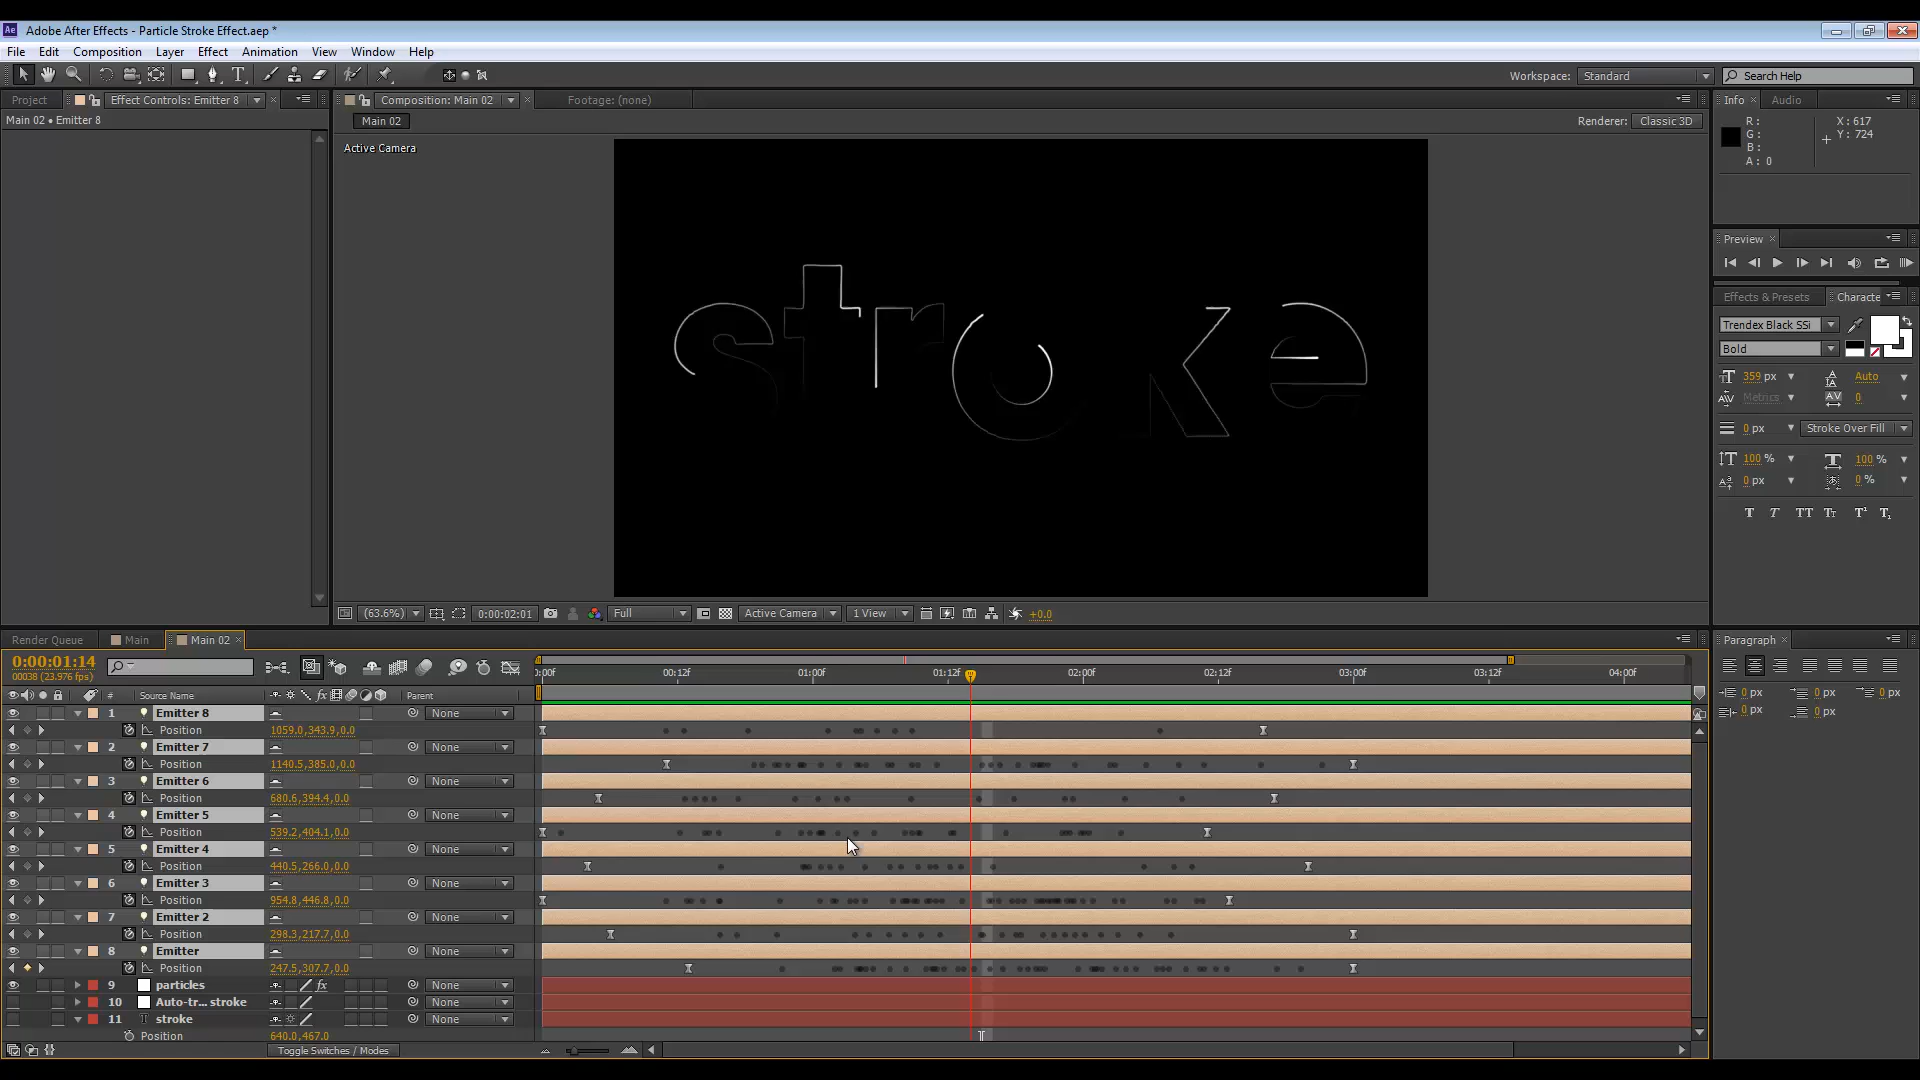 Adobe After Effects - Particle Stroke Effect.aep *
File Edit Composition Layer Effect Animation View Window Help
Workspace: Standard Search Help
Project Effect Controls: Emitter 8 Composition: Main 02 Footage: (none) Info Audio
Main 02 • Emitter 8 Main 02 Renderer: Classic 3D
R: X: 617
G: Y: 724
B:
A: 0
Active Camera
stroke
Preview
Effects & Presets Characte
Trendex Black SSi
Bold
359 px Auto
Metrics 0
0 px Stroke Over Fill
100 % 100 %
0 px 0 %
T T TT Tr T¹ T₁
(63.6%) 0:00:02:01 Full Active Camera 1 View +0.0
Render Queue Main Main 02 Paragraph
0:00:01:14
00038 (23.976 fps)
:00f 00:12f 01:00f 01:12f 02:00f 02:12f 03:00f 03:12f 04:00f
# Source Name fx Parent
0 px 0 px 0 px
0 px 0 px
1 Emitter 8 None
Position 1059.0,343.9,0.0
2 Emitter 7 None
Position 1140.5,385.0,0.0
3 Emitter 6 None
Position 680.6,394.4,0.0
4 Emitter 5 None
Position 539.2,404.1,0.0
5 Emitter 4 None
Position 440.5,266.0,0.0
6 Emitter 3 None
Position 954.8,446.8,0.0
7 Emitter 2 None
Position 298.3,217.7,0.0
8 Emitter None
Position 247.5,307.7,0.0
9 particles fx None
10 Auto-tr... stroke None
11 T stroke None
Position 640.0,467.0
Toggle Switches / Modes